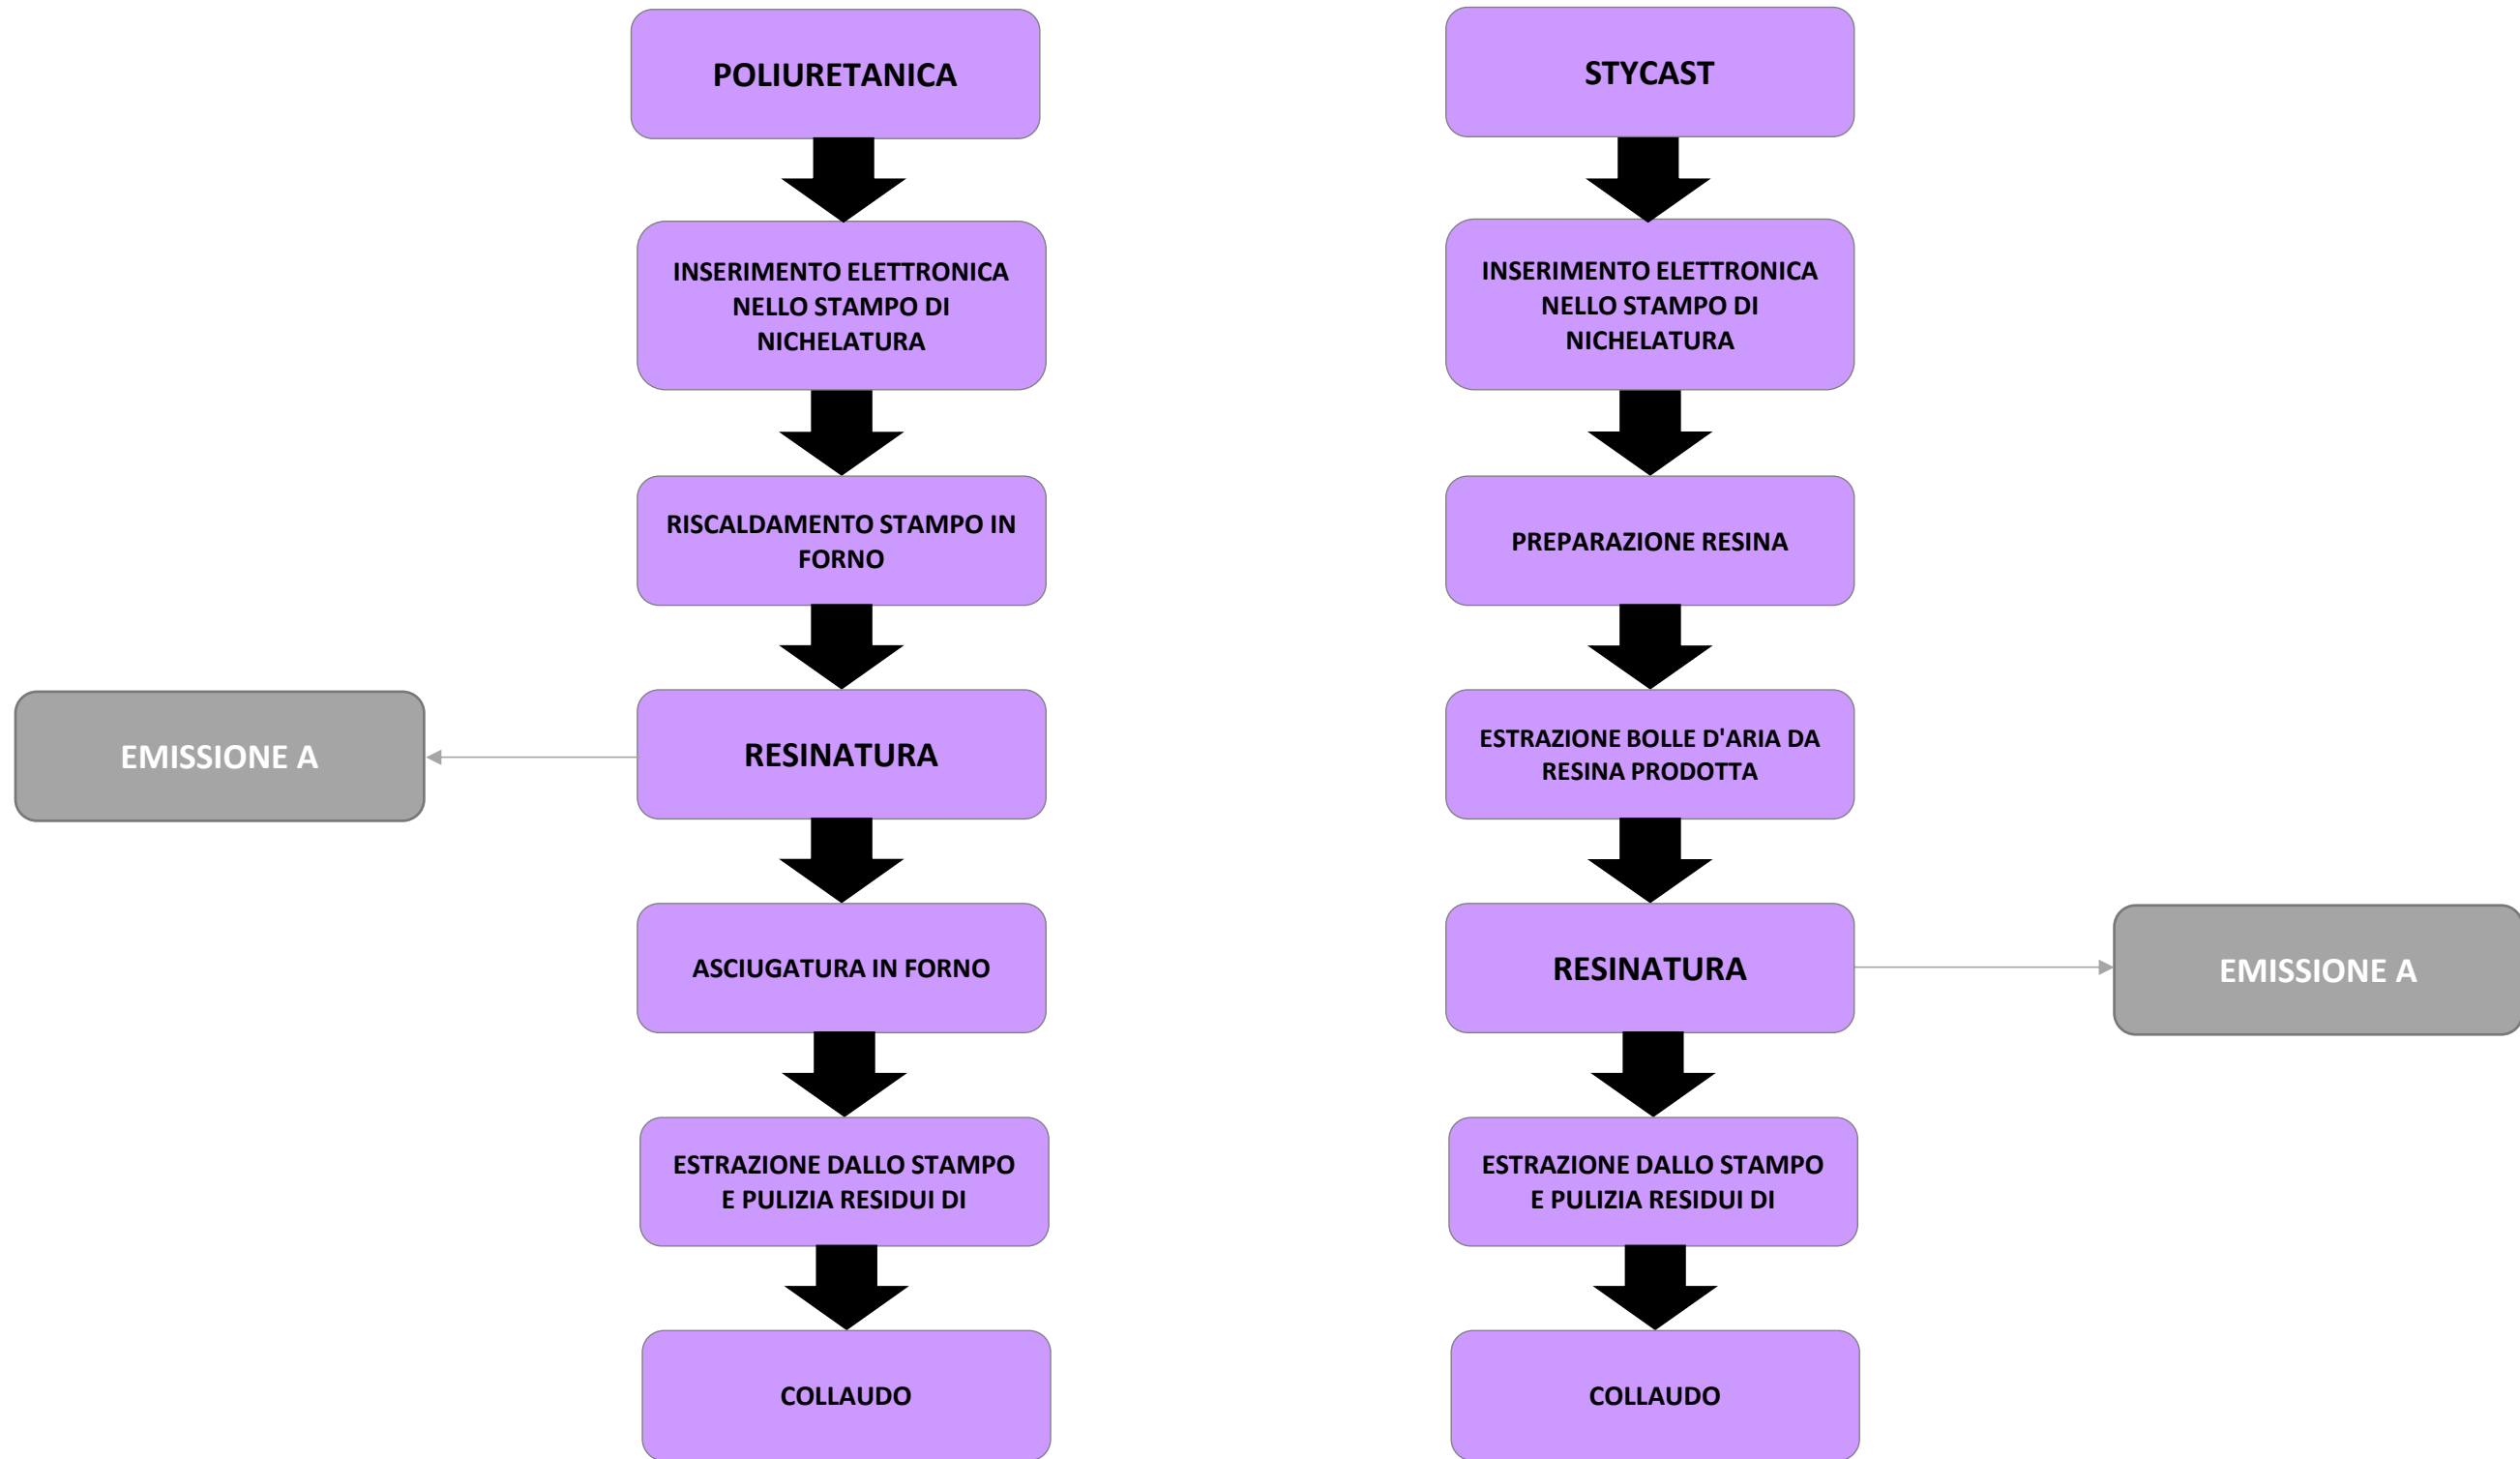 POLIURETANICA
INSERIMENTO ELETTRONICA
NELLO STAMPO DI
NICHELATURA
RISCALDAMENTO STAMPO IN
FORNO
EMISSIONE A
RESINATURA
ASCIUGATURA IN FORNO
ESTRAZIONE DALLO STAMPO
E PULIZIA RESIDUI DI
COLLAUDO
STYCAST
INSERIMENTO ELETTRONICA
NELLO STAMPO DI
NICHELATURA
PREPARAZIONE RESINA
ESTRAZIONE BOLLE D'ARIA DA
RESINA PRODOTTA
RESINATURA
EMISSIONE A
ESTRAZIONE DALLO STAMPO
E PULIZIA RESIDUI DI
COLLAUDO